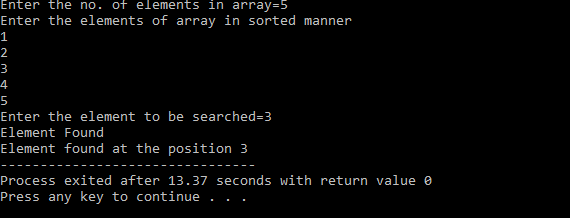 Enter the no. of elements in array=5
Enter the elements of array in sorted manner
1
2
3
4
5
Enter the element to be searched=3
Element Found
Element found at the position 3
--------------------------------
Process exited after 13.37 seconds with return value 0
Press any key to continue . . .